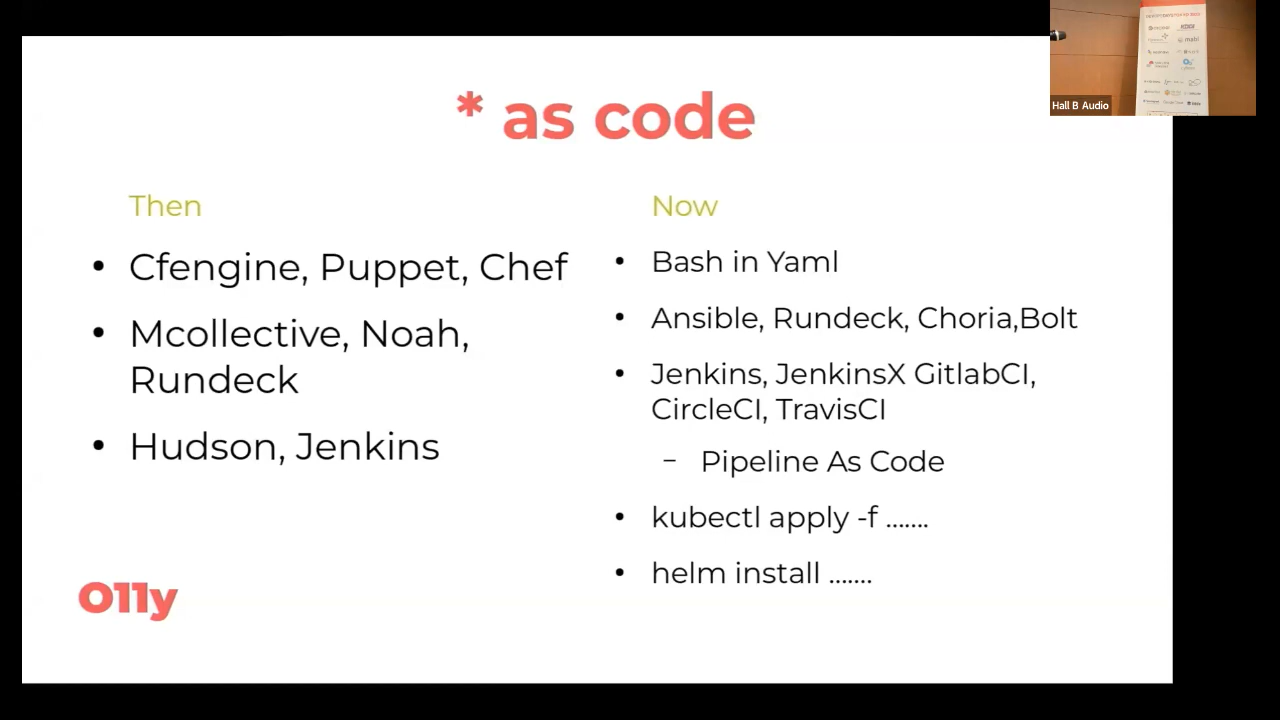 * as code
Then
• Cfengine, Puppet, Chef
• Mcollective, Noah,
Rundeck
• Hudson, Jenkins
Now
• Bash in Yaml
• Ansible, Rundeck, Choria,Bolt
• Jenkins, JenkinsX GitlabCI,
CircleCI, TravisCI
– Pipeline As Code
• kubectl apply -f .......
• helm install .......
O11y
Hall B Audio